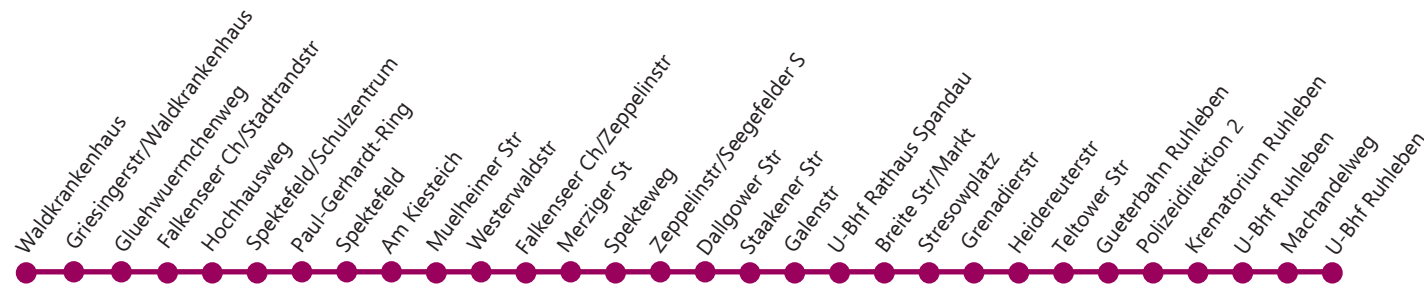 Waldkrankenhaus
Griesingerstr/Waldkrankenhaus
Gluehwuermchenweg
Falkenseer Ch/Stadtrandstr
Hochhausweg
Spektefeld/Schulzentrum
Paul-Gerhardt-Ring
Spektefeld
Am Kiesteich
Muelheimer Str
Westerwaldstr
Falkenseer Ch/Zeppelinstr
Merziger St
Spekteweg
Zeppelinstr/Seegefelder S
Dallgower Str
Staakener Str
Galenstr
U-Bhf Rathaus Spandau
Breite Str/Markt
Stresowplatz
Grenadierstr
Heidereuterstr
Teltower Str
Gueterbahn Ruhleben
Polizeidirektion 2
Krematorium Ruhleben
U-Bhf Ruhleben
Machandelweg
U-Bhf Ruhleben